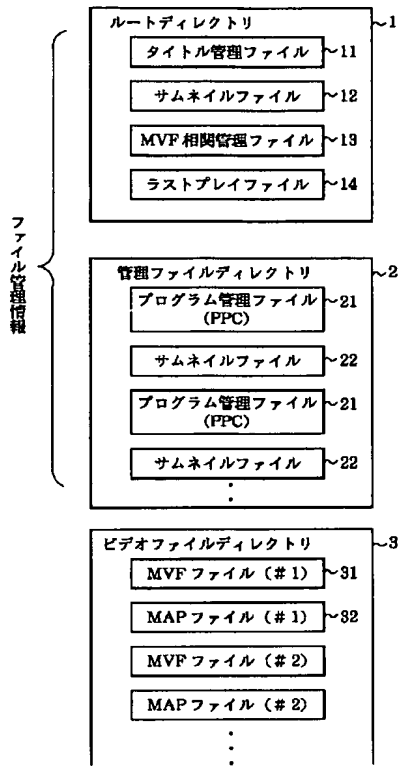 ルートディレクトリ
~1
タイトル管理ファイル
~11
サムネイルファイル
~12
MVF相関管理ファイル
~13
ラストプレイファイル
~14
ファイル管理情報
管理ファイルディレクトリ
~2
プログラム管理ファイル
(PPC)
~21
サムネイルファイル
~22
プログラム管理ファイル
(PPC)
~21
サムネイルファイル
~22
ビデオファイルディレクトリ
~3
MVFファイル(#1)
~31
MAPファイル(#1)
~32
MVFファイル(#2)
MAPファイル(#2)